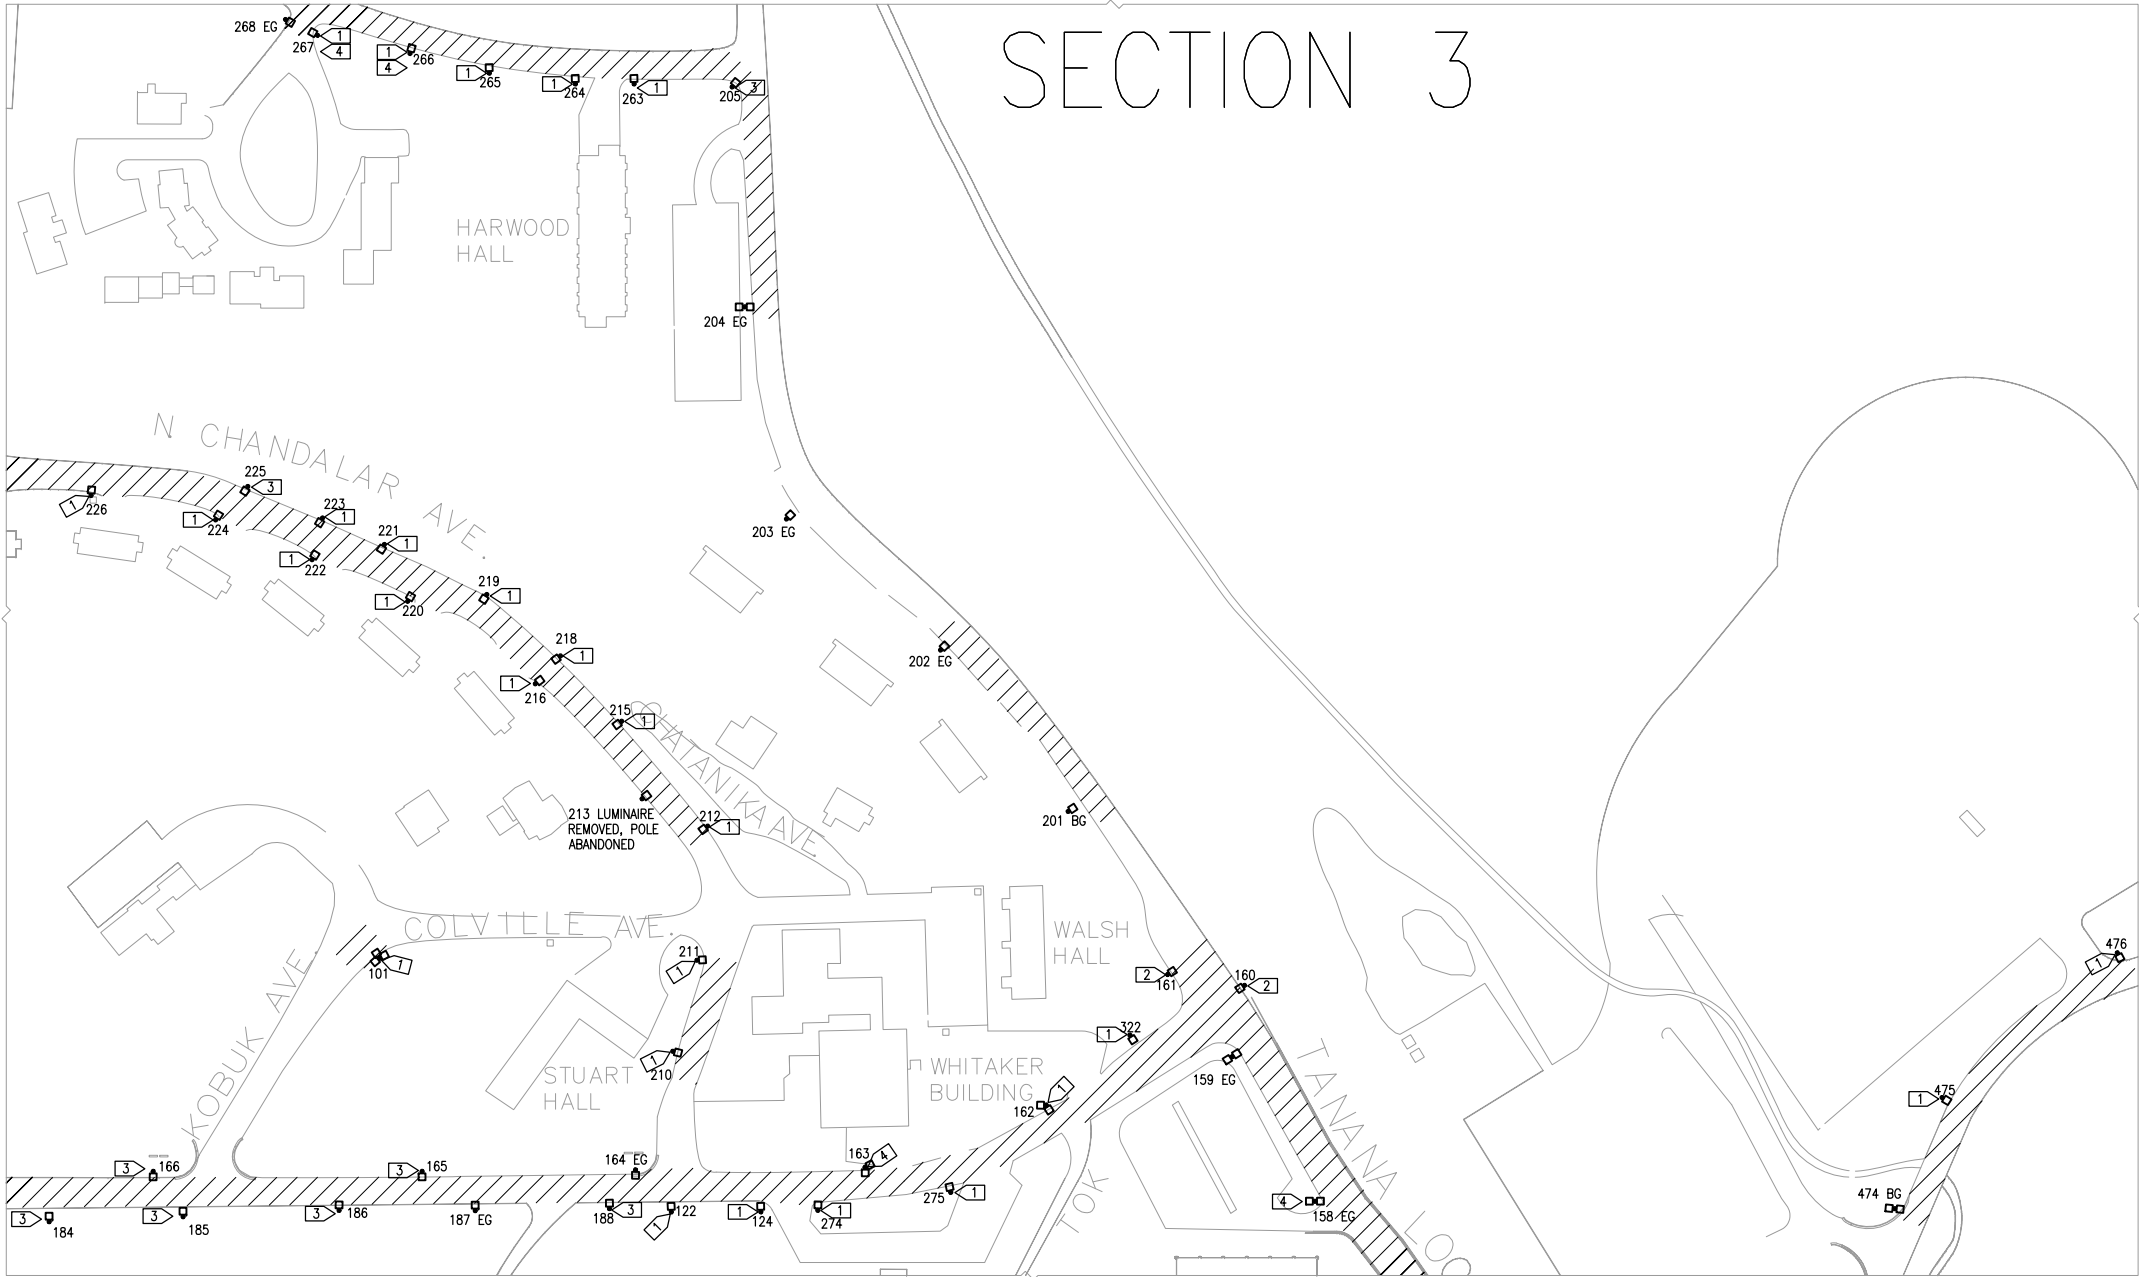 SECTION 3
268 EG
267
1
4
1
4
266
1
265
1
264
1
263
3
205
HARWOOD
HALL
204 EG
N CHANDALAR AVE.
225
3
1
226
1
224
223
1
221
1
1
222
219
1
1
220
203 EG
218
1
1
216
202 EG
215
1
CHATANIKA AVE.
213 LUMINAIRE
REMOVED, POLE
ABANDONED
212
1
201 BG
COLVILLE AVE.
101
1
211
1
WALSH
HALL
2
161
160
2
476
1
KOBUK AVE.
1
210
STUART
HALL
WHITAKER
BUILDING
1
322
159 EG
TANANA LOO
1
162
475
1
3
166
3
165
164 EG
163
4
275
1
TOK
4
158 EG
474 BG
3
184
3
185
3
186
187 EG
188
3
122
1
1
124
1
274